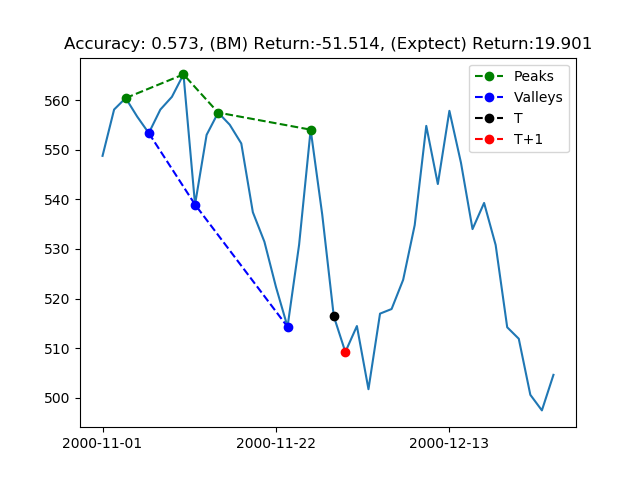 Accuracy: 0.573, (BM) Return:-51.514, (Exptect) Return:19.901
Peaks
Valleys
T
T+1
560
550
540
530
520
510
500
2000-11-01 2000-11-22 2000-12-13